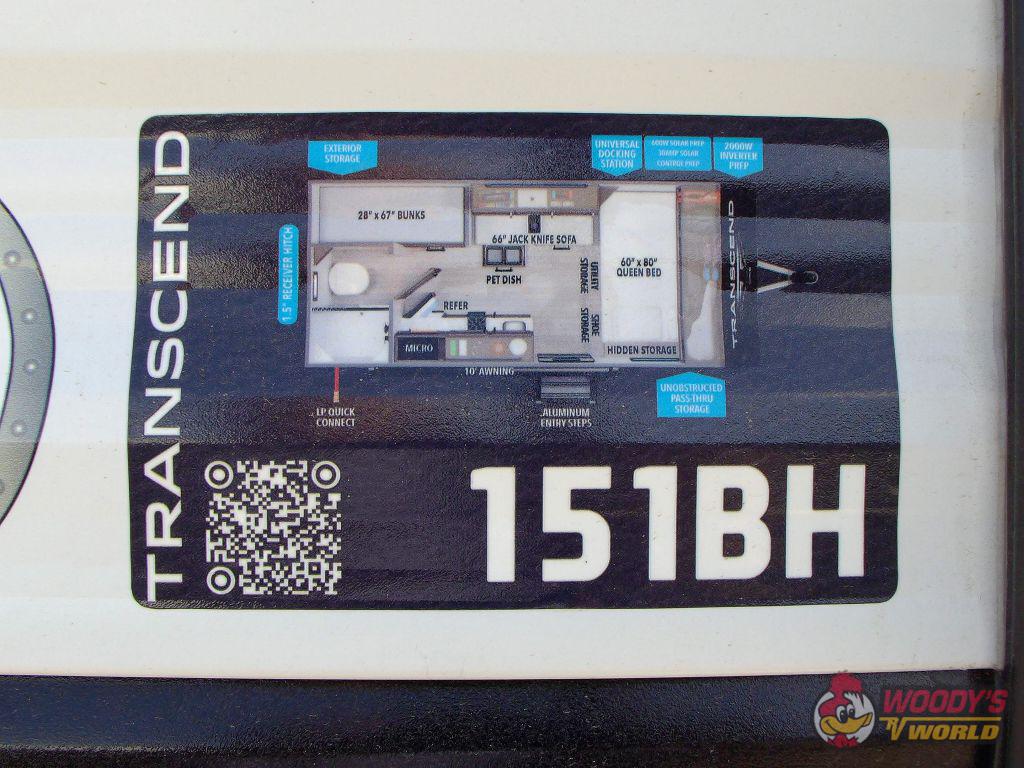 TRANSCEND
EXTERIOR
STORAGE
UNIVERSAL
DOCKING
STATION
600W SOLAR PREP
30AMP SOLAR
CONTROL PREP
2000W
INVERTER
PREP
1.5" RECEIVER HITCH
28" x 67" BUNKS
66" JACK KNIFE SOFA
PET DISH
REFER
MICRO
UTILITY
STORAGE
SHOE
STORAGE
60" x 80"
QUEEN BED
HIDDEN STORAGE
TRANSCEND
10' AWNING
LP QUICK
CONNECT
ALUMINUM
ENTRY STEPS
UNOBSTRUCTED
PASS-THRU
STORAGE
151BH
WOODY'S
RV WORLD